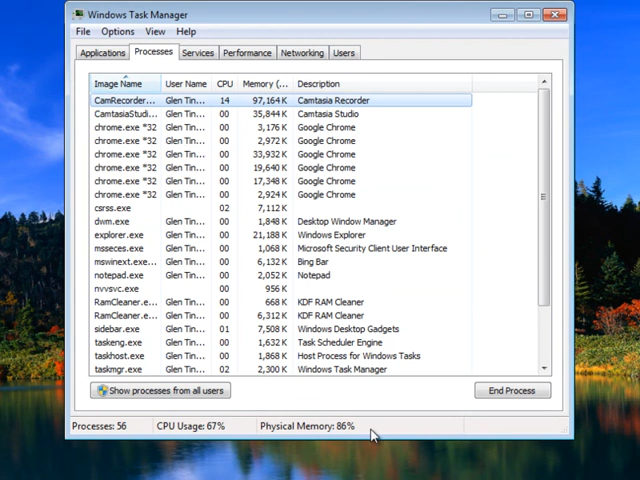 Windows Task Manager
File Options View Help
Applications Processes Services Performance Networking Users
Image Name User Name CPU Memory (... Description
CamRecorder... Glen Tin... 14 97,164 K Camtasia Recorder
CamtasiaStudi... Glen Tin... 00 35,844 K Camtasia Studio
chrome.exe *32 Glen Tin... 00 3,176 K Google Chrome
chrome.exe *32 Glen Tin... 00 2,972 K Google Chrome
chrome.exe *32 Glen Tin... 00 33,932 K Google Chrome
chrome.exe *32 Glen Tin... 00 19,640 K Google Chrome
chrome.exe *32 Glen Tin... 00 17,348 K Google Chrome
chrome.exe *32 Glen Tin... 00 2,924 K Google Chrome
csrss.exe 02 7,112 K
dwm.exe Glen Tin... 00 1,848 K Desktop Window Manager
explorer.exe Glen Tin... 00 21,188 K Windows Explorer
msseces.exe Glen Tin... 00 1,068 K Microsoft Security Client User Interface
mswinext.exe... Glen Tin... 00 6,132 K Bing Bar
notepad.exe Glen Tin... 00 2,052 K Notepad
nvvsvc.exe 00 956 K
RamCleaner.e... Glen Tin... 00 668 K KDF RAM Cleaner
RamCleaner.e... Glen Tin... 00 6,312 K KDF RAM Cleaner
sidebar.exe Glen Tin... 01 7,508 K Windows Desktop Gadgets
taskeng.exe Glen Tin... 00 1,632 K Task Scheduler Engine
taskhost.exe Glen Tin... 00 1,868 K Host Process for Windows Tasks
taskmgr.exe Glen Tin... 02 2,300 K Windows Task Manager
Show processes from all users End Process
Processes: 56 CPU Usage: 67% Physical Memory: 86%